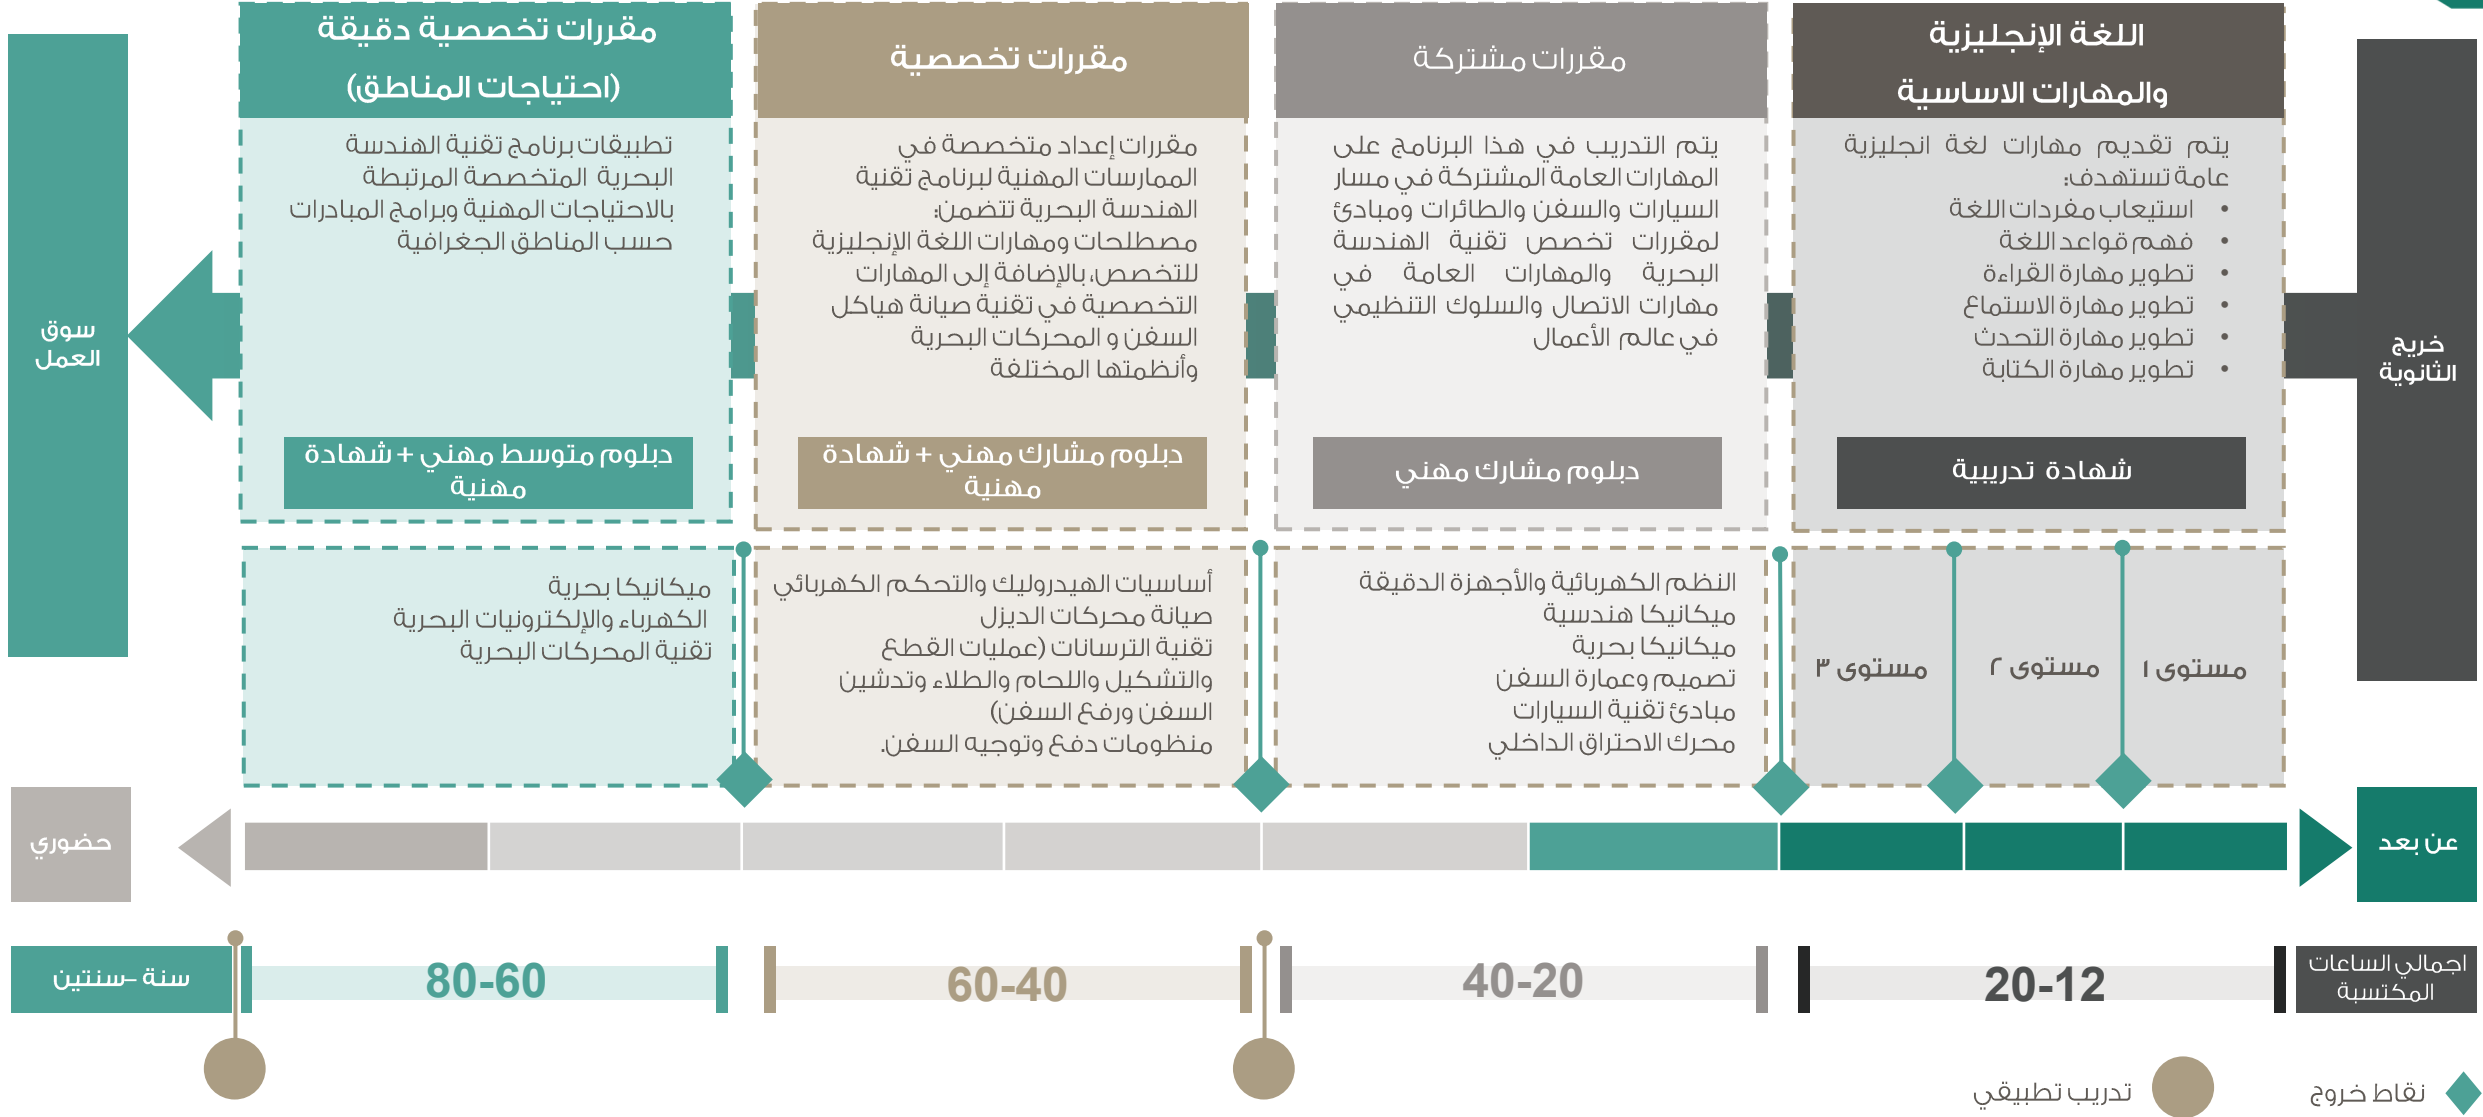 خريج
الثانوية
اللغة الإنجليزية
والمهارات الاساسية
يتم تقديم مهارات لغة انجليزية
عامة تستهدف:
• استيعاب مفردات اللغة
• فهم قواعد اللغة
• تطوير مهارة القراءة
• تطوير مهارة الاستماع
• تطوير مهارة التحدث
• تطوير مهارة الكتابة
شهادة تدريبية
مقررات مشتركة
يتم التدريب في هذا البرنامج على
المهارات العامة المشتركة في مسار
السيارات والسفن والطائرات ومبادئ
لمقررات تخصص تقنية الهندسة
البحرية والمهارات العامة في
مهارات الاتصال والسلوك التنظيمي
في عالم الأعمال
دبلوم مشارك مهني
مقررات تخصصية
مقررات إعداد متخصصة في
الممارسات المهنية لبرنامج تقنية
الهندسة البحرية تتضمن:
مصطلحات ومهارات اللغة الإنجليزية
للتخصص، بالإضافة إلى المهارات
التخصصية في تقنية صيانة هياكل
السفن و المحركات البحرية
وأنظمتها المختلفة
دبلوم مشارك مهني + شهادة
مهنية
مقررات تخصصية دقيقة
(احتياجات المناطق)
تطبيقات برنامج تقنية الهندسة
البحرية المتخصصة المرتبطة
بالاحتياجات المهنية وبرامج المبادرات
حسب المناطق الجغرافية
دبلوم متوسط مهني + شهادة
مهنية
سوق
العمل
مستوى ١
مستوى ٢
مستوى ٣
النظم الكهربائية والأجهزة الدقيقة
ميكانيكا هندسية
ميكانيكا بحرية
تصميم وعمارة السفن
مبادئ تقنية السيارات
محرك الاحتراق الداخلي
أساسيات الهيدروليك والتحكم الكهربائي
صيانة محركات الديزل
تقنية الترسانات (عمليات القطع
والتشكيل واللحام والطلاء وتدشين
السفن ورفع السفن)
منظومات دفع وتوجيه السفن.
ميكانيكا بحرية
الكهرباء والإلكترونيات البحرية
تقنية المحركات البحرية
عن بعد
حضوري
اجمالي الساعات
المكتسبة
20-12
40-20
60-40
80-60
سنة –سنتين
نقاط خروج
تدريب تطبيقي